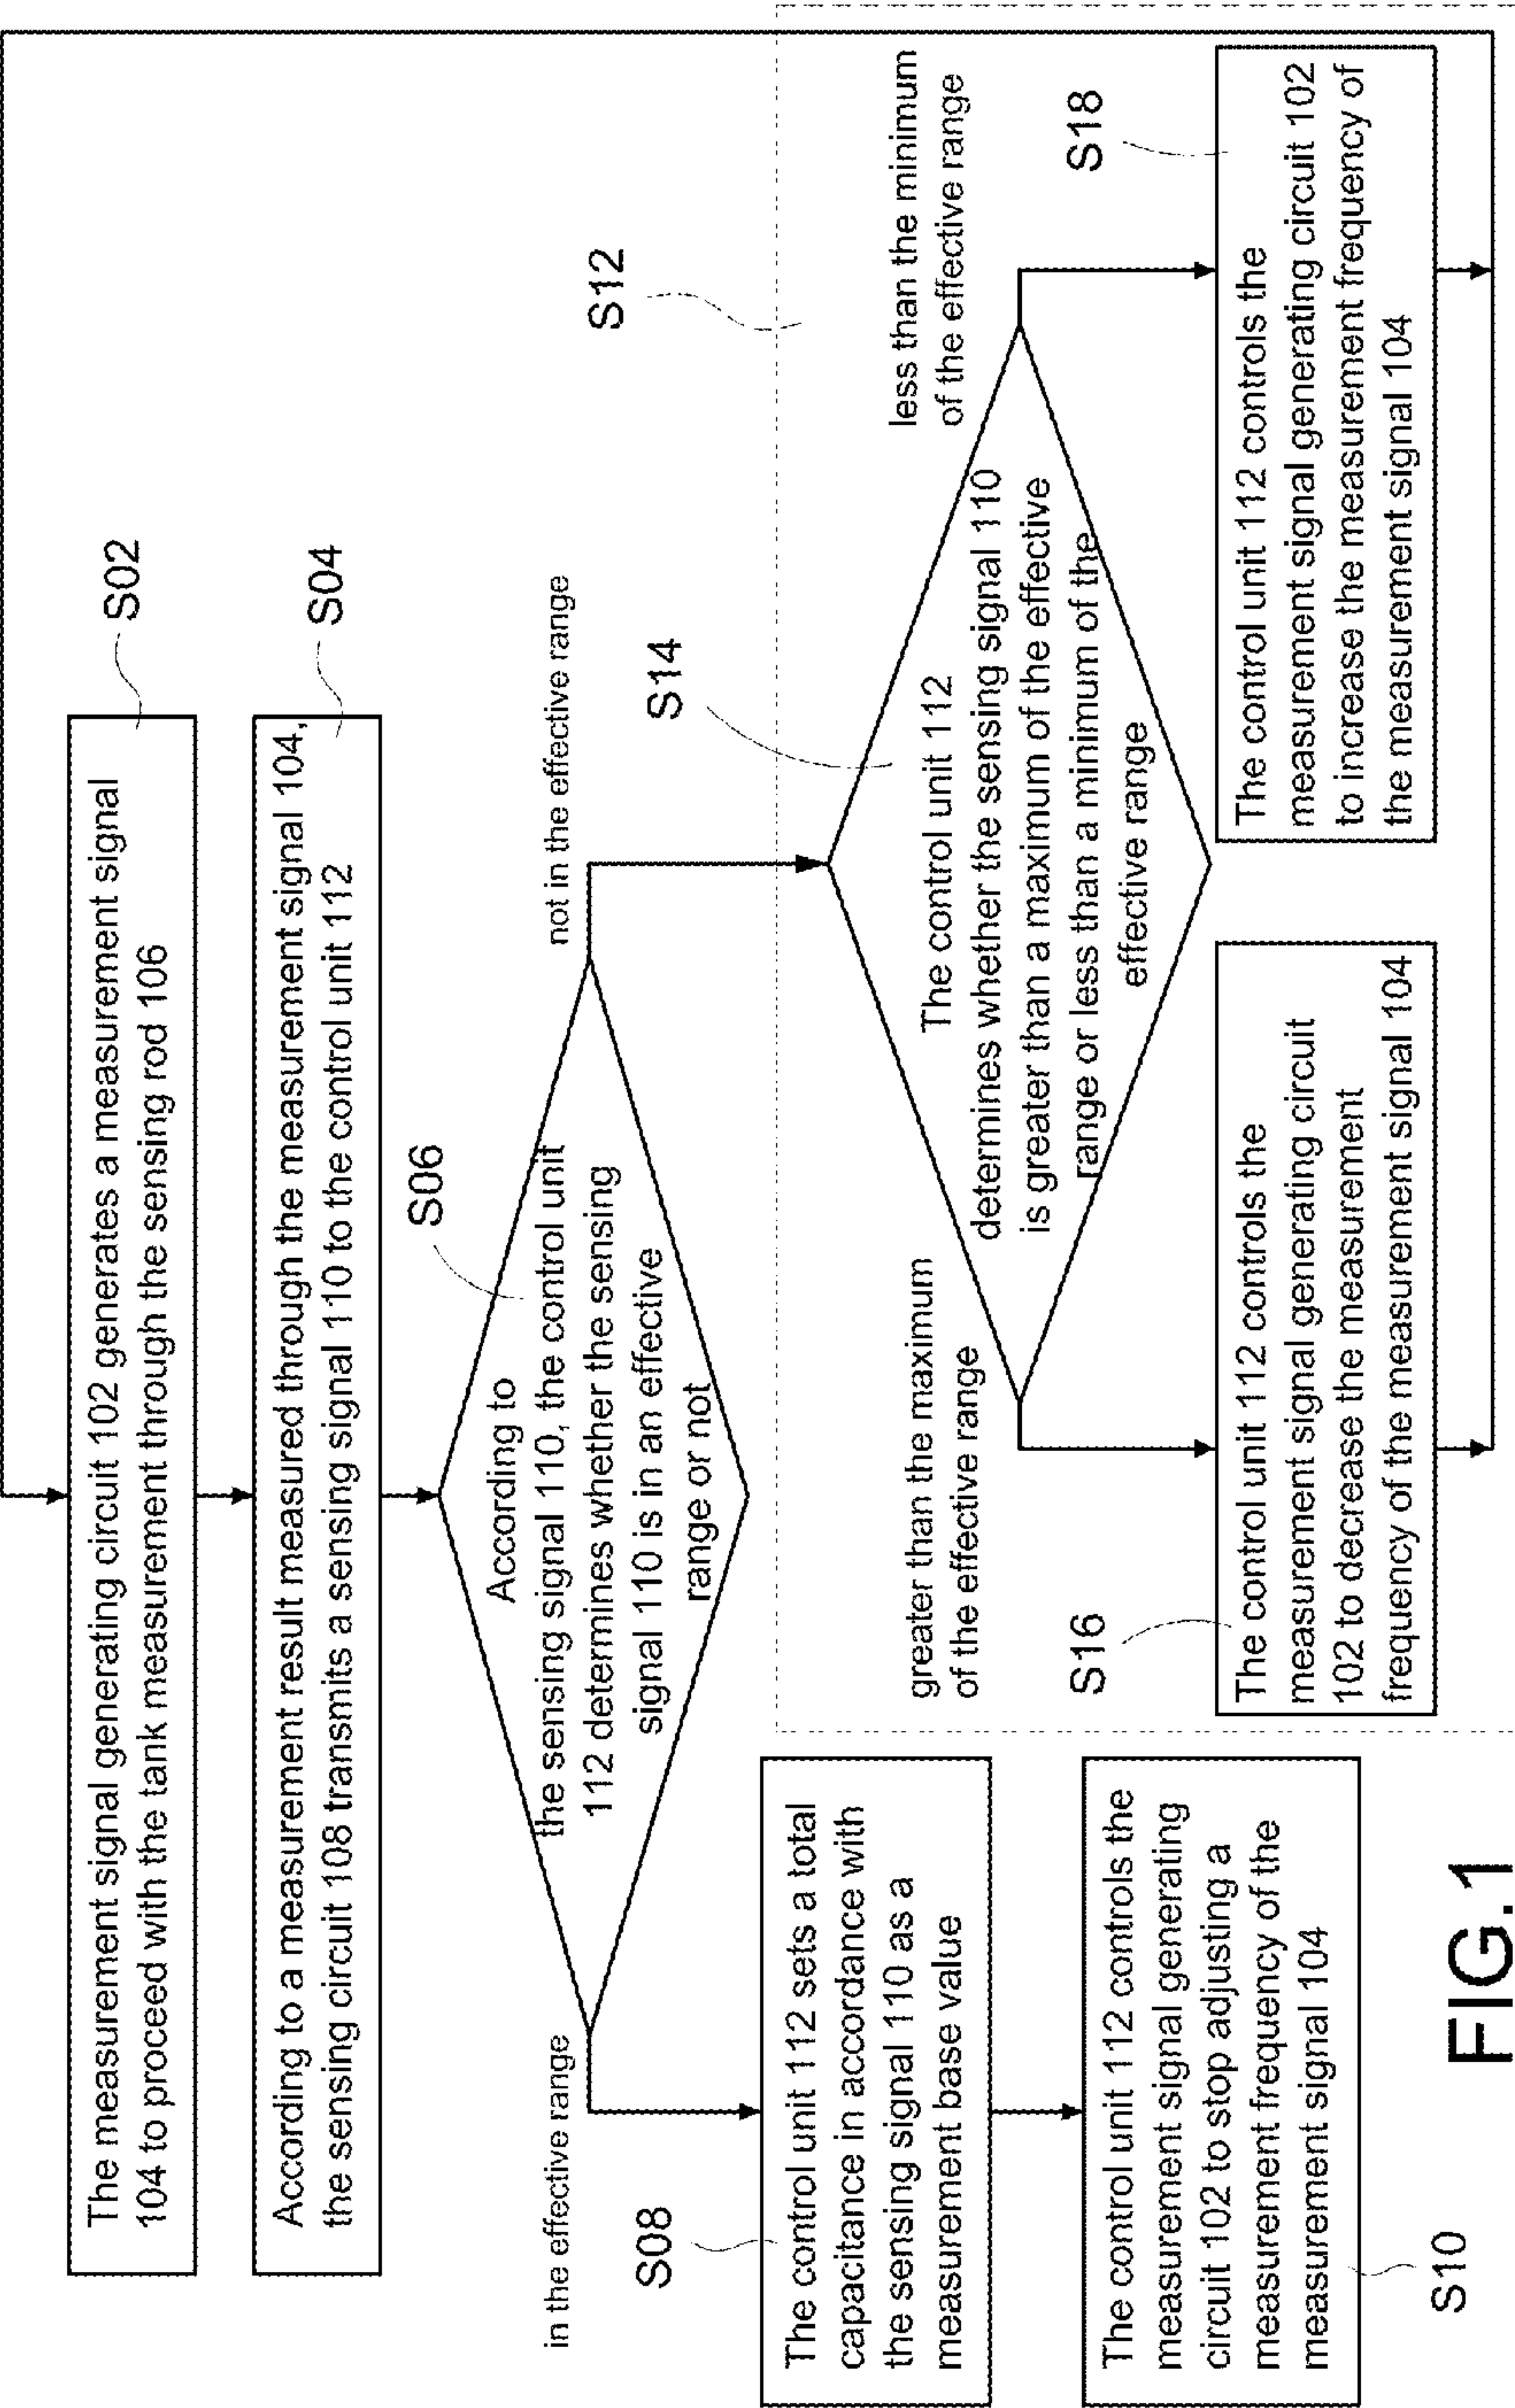 The measurement signal generating circuit 102 generates a measurement signal
104 to proceed with the tank measurement through the sensing rod 106
S02
According to a measurement result measured through the measurement signal 104,
the sensing circuit 108 transmits a sensing signal 110 to the control unit 112
S04
S06
According to
the sensing signal 110, the control unit
112 determines whether the sensing
signal 110 is in an effective
range or not
in the effective range
not in the effective range
S08
The control unit 112 sets a total
capacitance in accordance with
the sensing signal 110 as a
measurement base value
The control unit 112 controls the
measurement signal generating
circuit 102 to stop adjusting a
measurement frequency of the
measurement signal 104
S10
S12
S14
The control unit 112
determines whether the sensing signal 110
is greater than a maximum of the effective
range or less than a minimum of the
effective range
greater than the maximum
of the effective range
less than the minimum
of the effective range
S16
The control unit 112 controls the
measurement signal generating circuit
102 to decrease the measurement
frequency of the measurement signal 104
S18
The control unit 112 controls the
measurement signal generating circuit 102
to increase the measurement frequency of
the measurement signal 104
FIG.1